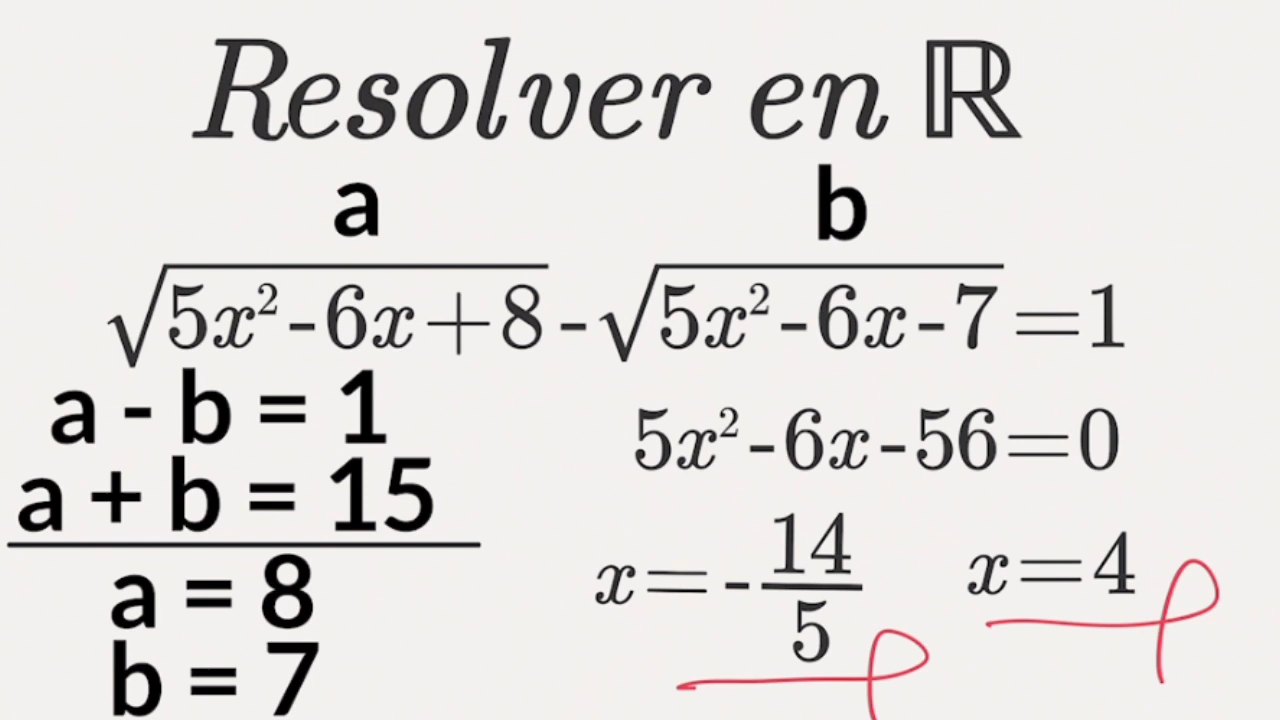 Resolver en ℝ
a b
√(5x²-6x+8) - √(5x²-6x-7) = 1
a - b = 1
a + b = 15
a = 8
b = 7
5x²-6x-56=0
x=-14/5 x=4